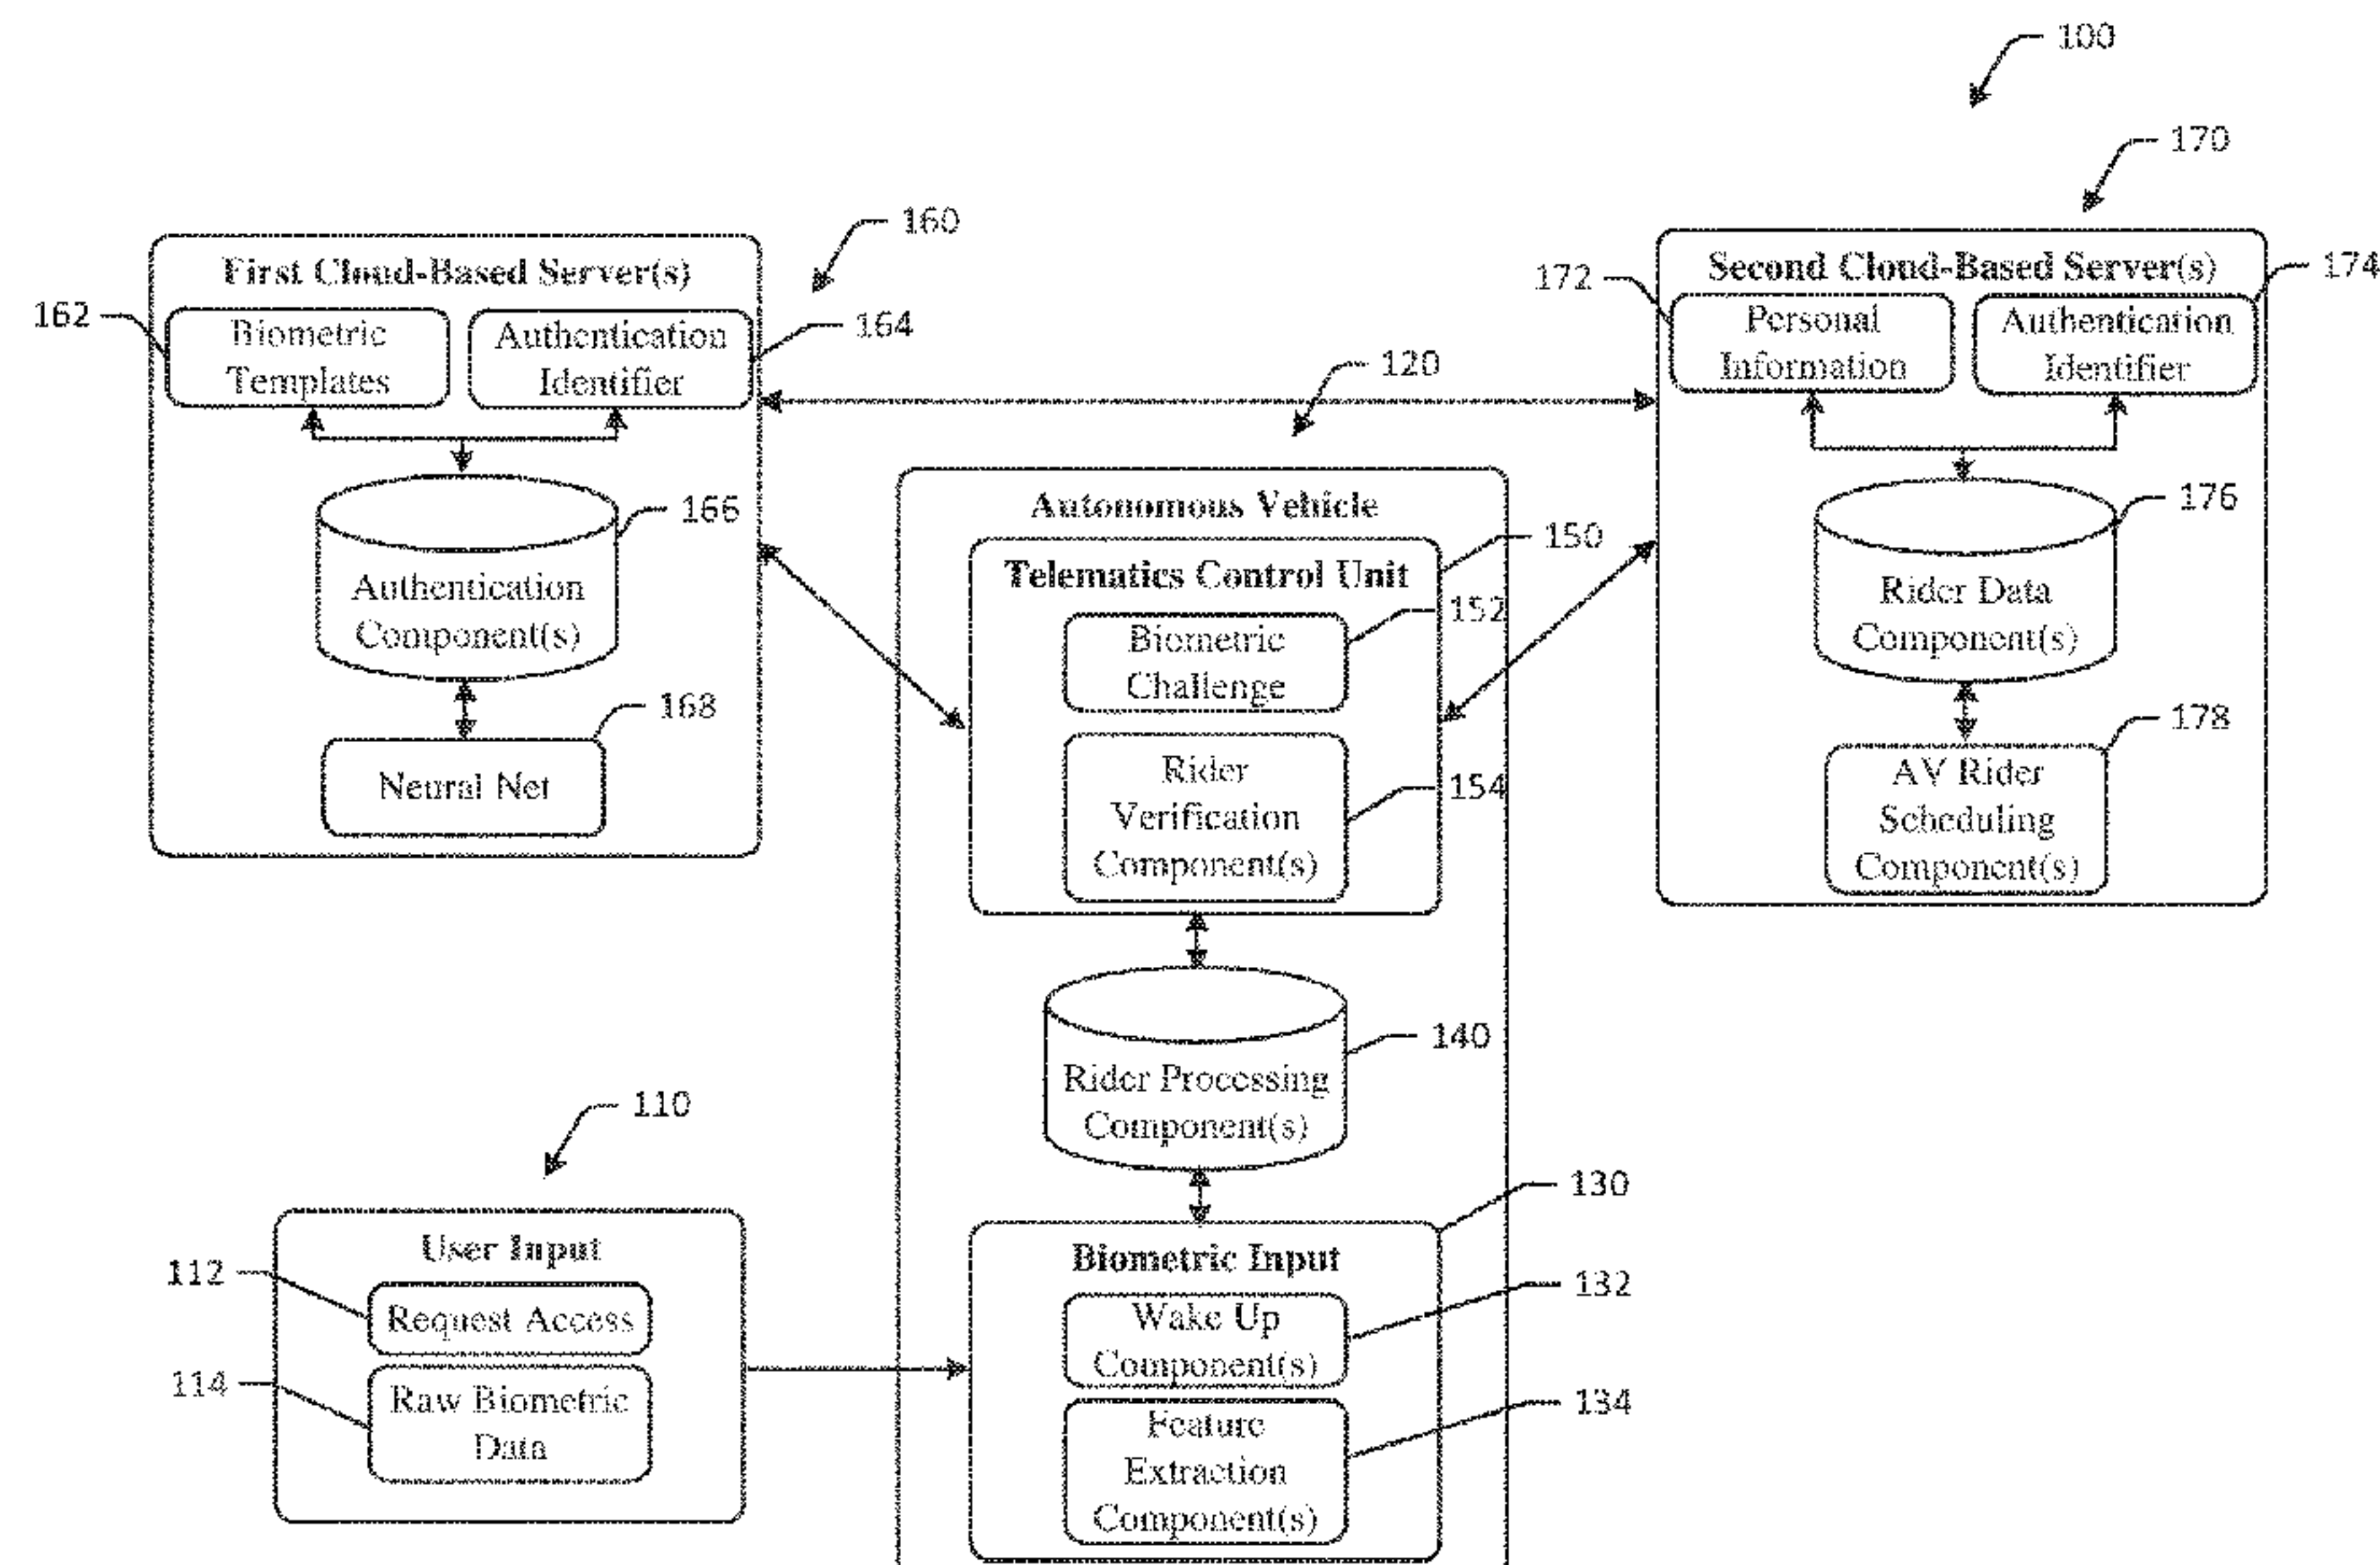 100
170
160
First Cloud-Based Server(s)
162
Biometric
Templates
Authentication
Identifier
164
166
Authentication
Component(s)
168
Neural Net
Second Cloud-Based Server(s)
172
174
Personal
Information
Authentication
Identifier
176
Rider Data
Component(s)
178
AV Rider
Scheduling
Component(s)
120
Autonomous Vehicle
150
Telematics Control Unit
152
Biometric
Challenge
154
Rider
Verification
Component(s)
140
Rider Processing
Component(s)
130
Biometric Input
132
Wake Up
Component(s)
134
Feature
Extraction
Component(s)
110
User Input
112
Request Access
114
Raw Biometric
Data